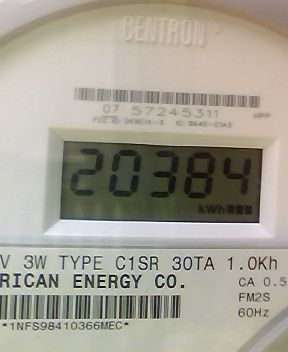 CENTRON®
07 57245311 HPP
20384
kWh
V 3W TYPE C1SR 30TA 1.0Kh
RICAN ENERGY CO. CA 0.5
FM2S
60Hz
*1NFS98410366MEC*